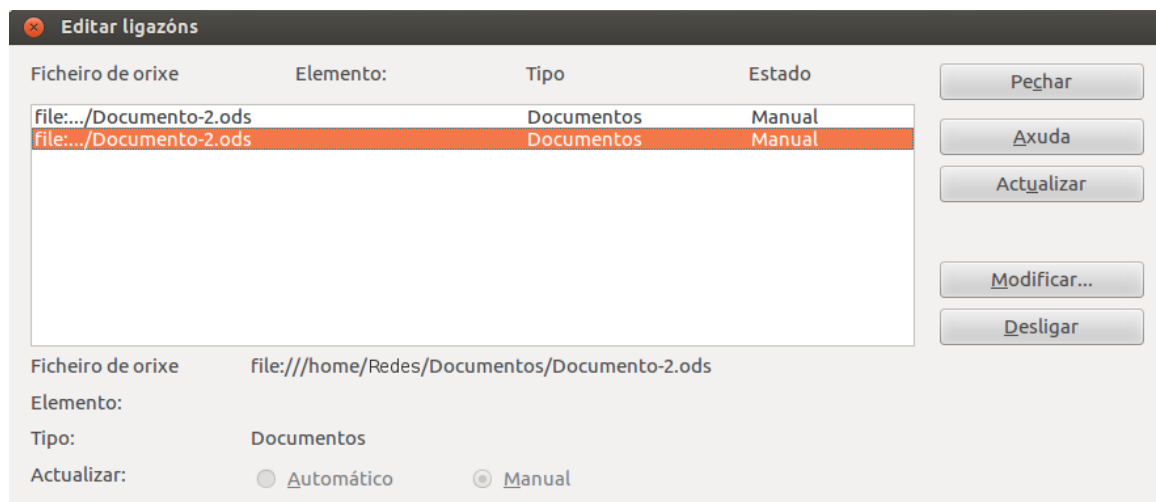 Editar ligazóns
Ficheiro de orixe Elemento: Tipo Estado
Pechar
file:.../Documento-2.ods Documentos Manual
file:.../Documento-2.ods Documentos Manual
Axuda
Actualizar
Modificar...
Desligar
Ficheiro de orixe file:///home/Redes/Documentos/Documento-2.ods
Elemento:
Tipo: Documentos
Actualizar: Automático Manual